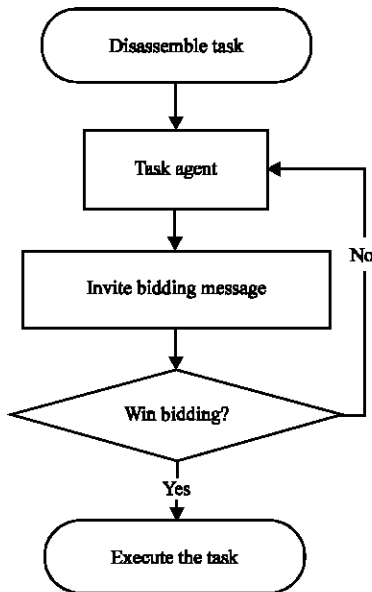 Disassemble task
Task agent
No
Invite bidding message
Win bidding?
Yes
Execute the task